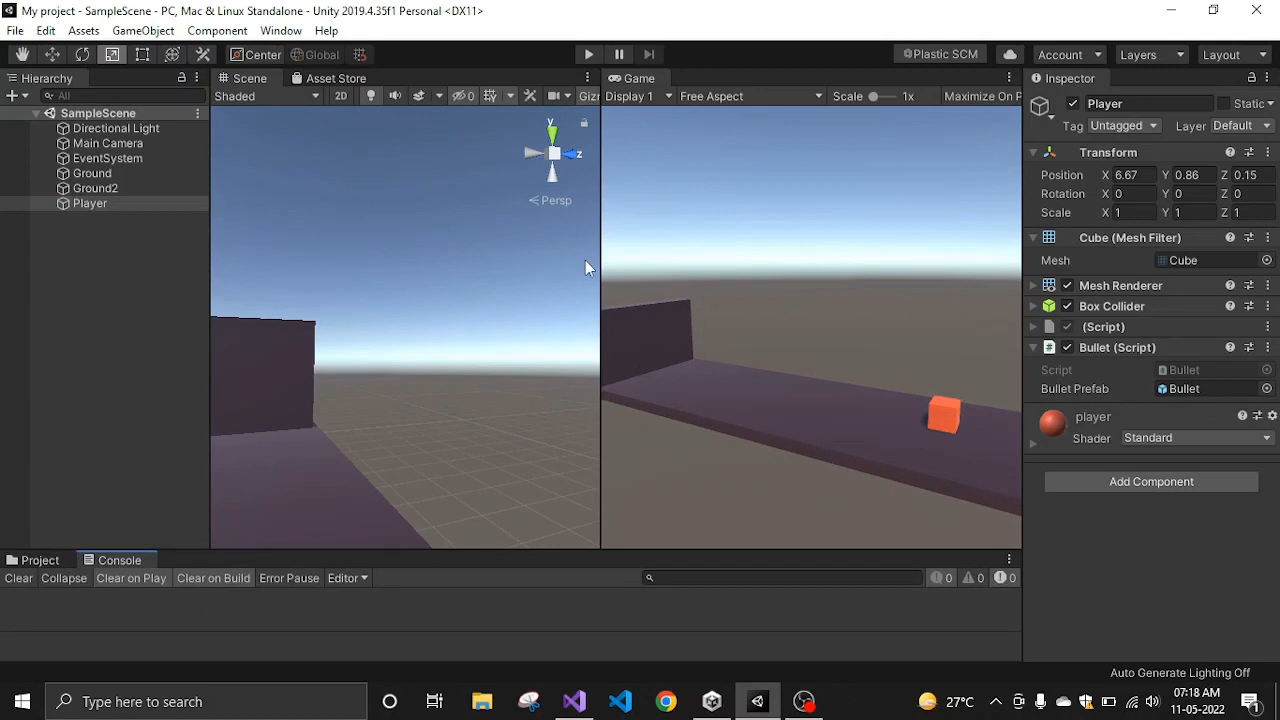 My project - SampleScene - PC, Mac & Linux Standalone - Unity 2019.4.35f1 Personal <DX11>
File Edit Assets GameObject Component Window Help
Center Global Plastic SCM Account Layers Layout
Hierarchy Scene Asset Store Game Inspector
All Shaded 2D 0 Giz Display 1 Free Aspect Scale 1x Maximize On P Player Static
SampleScene
Tag Untagged Layer Default
Directional Light
Main Camera
EventSystem
Ground
Ground2
Player
y
z
Persp
Transform
Position X 6.67 Y 0.86 Z 0.15
Rotation X 0 Y 0 Z 0
Scale X 1 Y 1 Z 1
Cube (Mesh Filter)
Mesh Cube
Mesh Renderer
Box Collider
(Script)
Bullet (Script)
Script Bullet
Bullet Prefab Bullet
player
Shader Standard
Add Component
Project Console
Clear Collapse Clear on Play Clear on Build Error Pause Editor 0 0 0
Auto Generate Lighting Off
Type here to search
27°C
07:18 AM
11-05-2022
1